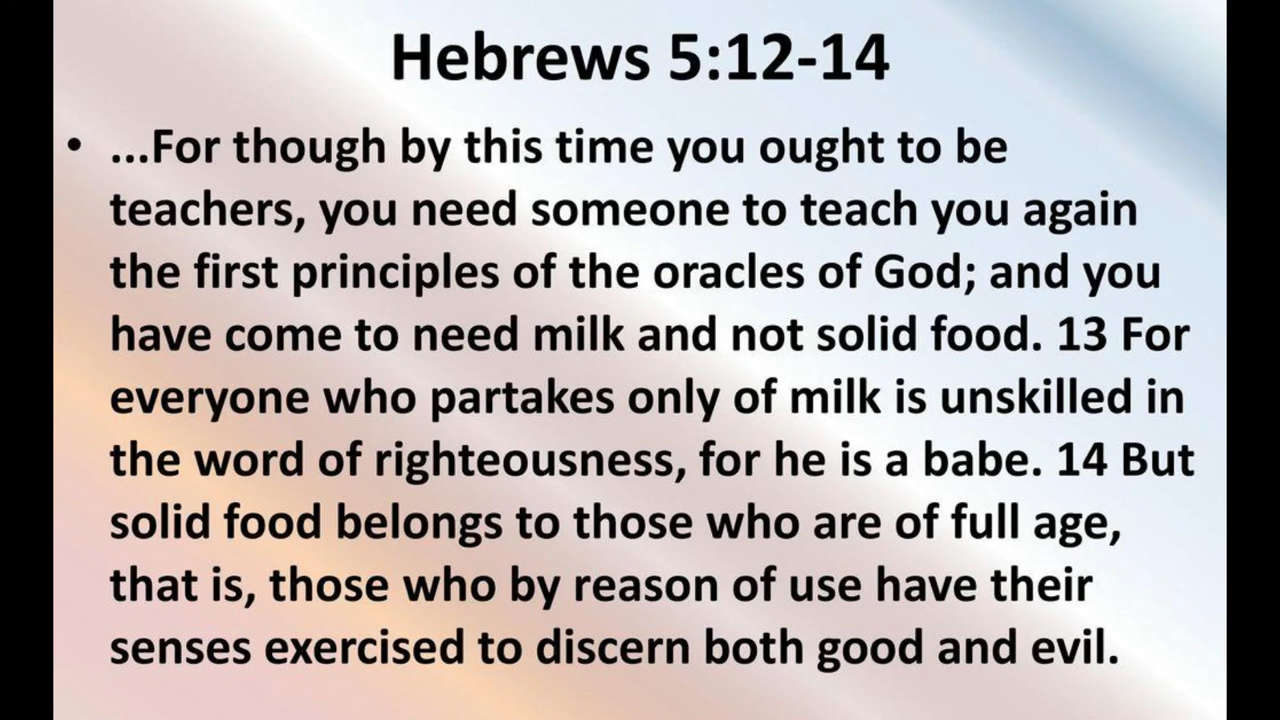 Hebrews 5:12-14
• ...For though by this time you ought to be
teachers, you need someone to teach you again
the first principles of the oracles of God; and you
have come to need milk and not solid food. 13 For
everyone who partakes only of milk is unskilled in
the word of righteousness, for he is a babe. 14 But
solid food belongs to those who are of full age,
that is, those who by reason of use have their
senses exercised to discern both good and evil.